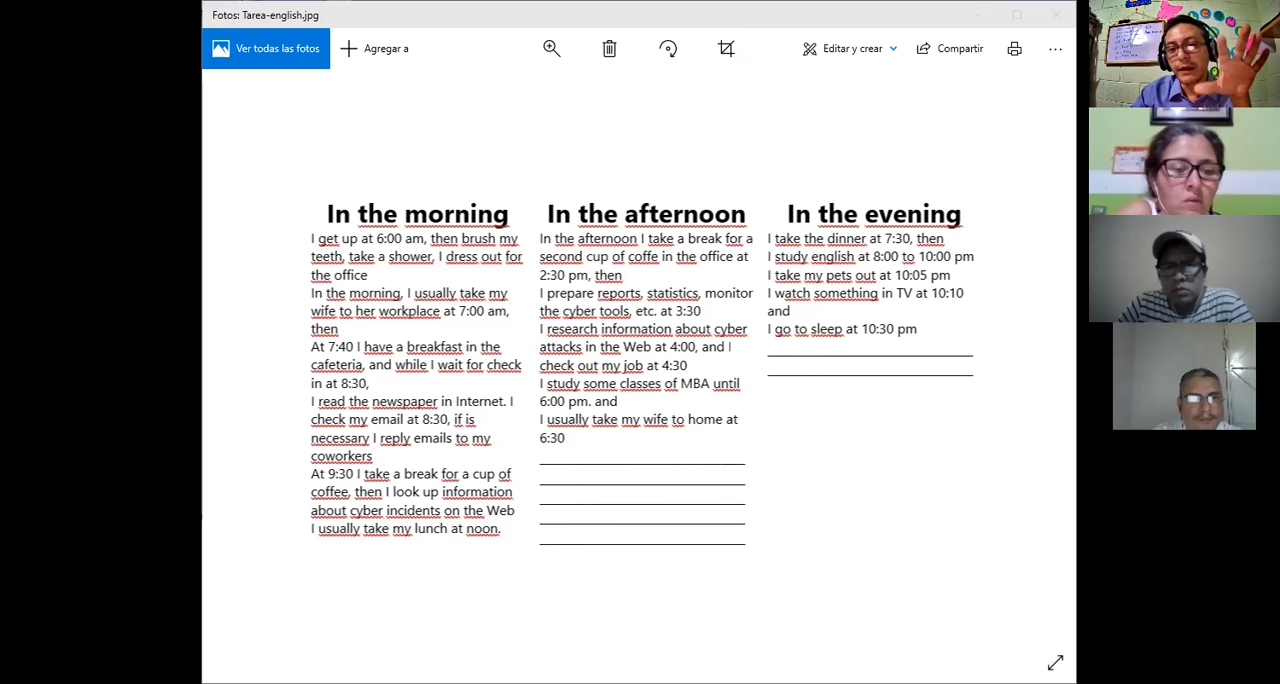 Fotos: Tarea-english.jpg
Ver todas las fotos
Agregar a
Editar y crear
Compartir
In the morning
I get up at 6:00 am, then brush my
teeth, take a shower, I dress out for
the office
In the morning, I usually take my
wife to her workplace at 7:00 am,
then
At 7:40 I have a breakfast in the
cafeteria, and while I wait for check
in at 8:30,
I read the newspaper in Internet. I
check my email at 8:30, if is
necessary I reply emails to my
coworkers
At 9:30 I take a break for a cup of
coffee, then I look up information
about cyber incidents on the Web
I usually take my lunch at noon.
In the afternoon
In the afternoon I take a break for a
second cup of coffe in the office at
2:30 pm, then
I prepare reports, statistics, monitor
the cyber tools, etc. at 3:30
I research information about cyber
attacks in the Web at 4:00, and I
check out my job at 4:30
I study some classes of MBA until
6:00 pm. and
I usually take my wife to home at
6:30
In the evening
I take the dinner at 7:30, then
I study english at 8:00 to 10:00 pm
I take my pets out at 10:05 pm
I watch something in TV at 10:10
and
I go to sleep at 10:30 pm